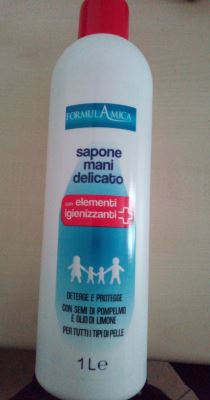 FORMULAMICA
sapone
mani
delicato
con elementi
igienizzanti
DETERGE E PROTEGGE
CON SEMI DI POMPELMO
E OLIO DI LIMONE
PER TUTTI I TIPI DI PELLE
1 L e